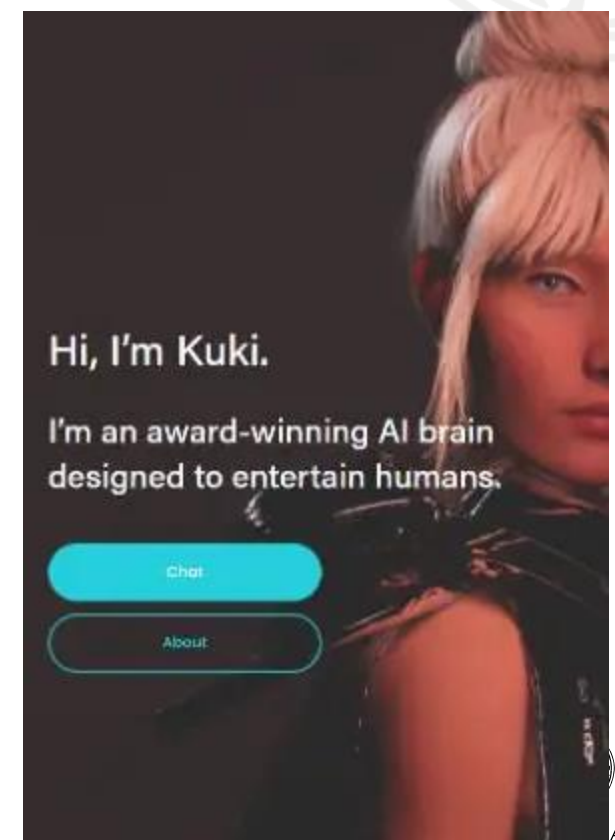 Hi, I'm Kuki.
I'm an award-winning AI brain
designed to entertain humans.
Chat
About